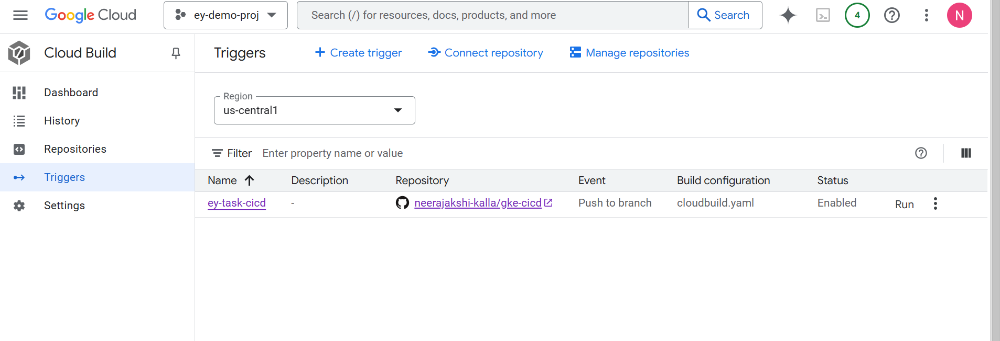 Google Cloud
ey-demo-proj
Search (/) for resources, docs, products, and more
Search
4
N
Cloud Build
Triggers
Create trigger
Connect repository
Manage repositories
Dashboard
History
Repositories
Triggers
Settings
Region
us-central1
Filter Enter property name or value
Name Description Repository Event Build configuration Status
ey-task-cicd - neerajakshi-kalla/gke-cicd Push to branch cloudbuild.yaml Enabled Run